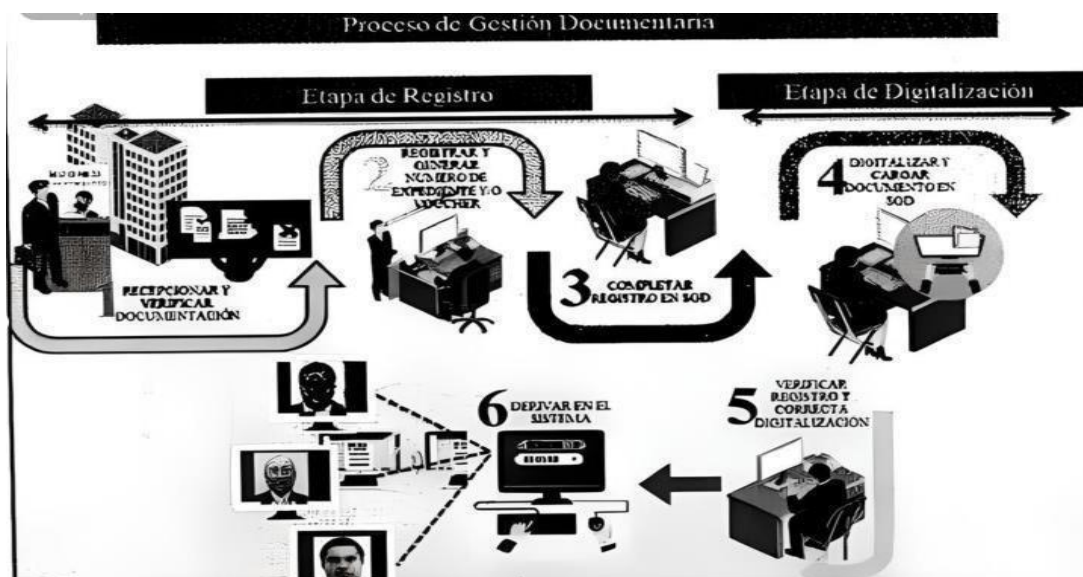 Proceso de Gestión Documentaria
Etapa de Registro
Etapa de Digitalización
1 RECEPCIONAR Y
VERIFICAR
DOCUMENTACIÓN
2 REGISTRAR Y
GENERAR
NUMERO DE
EXPEDIENTE Y/O
VOUCHER
3 COMPLETAR
REGISTRO EN SGD
4 DIGITALIZAR Y
CARGAR
DOCUMENTO EN
SGD
5 VERIFICAR
REGISTRO Y
CORRECTA
DIGITALIZACIÓN
6 DERIVAR EN EL
SISTEMA